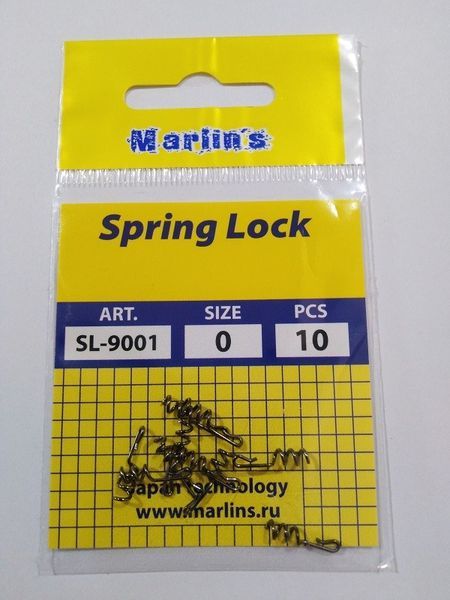 Marlin's
Spring Lock
ART. SIZE PCS
SL-9001 0 10
Japan technology
www.marlins.ru